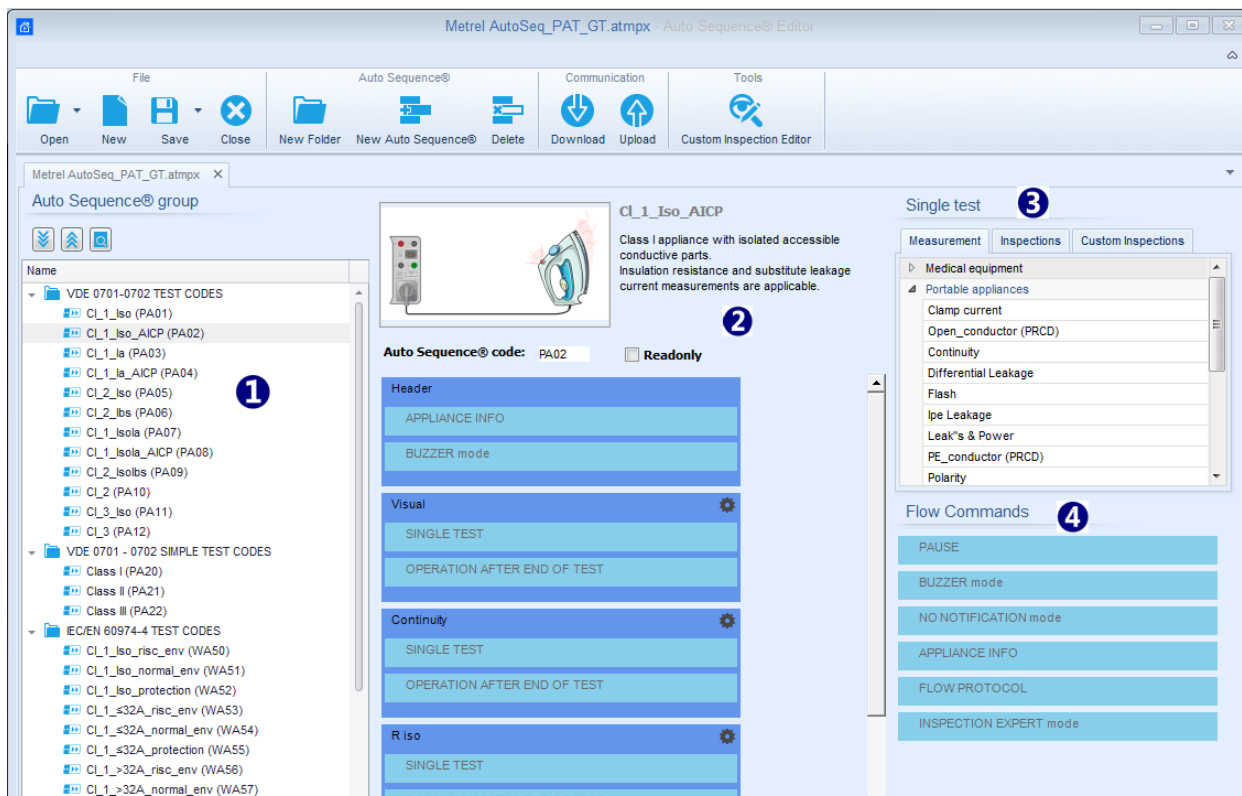 Metrel AutoSeq_PAT_GT.atmpx - Auto Sequence® Editor
File
Auto Sequence®
Communication
Tools
Open
New
Save
Close
New Folder
New Auto Sequence®
Delete
Download
Upload
Custom Inspection Editor
Metrel AutoSeq_PAT_GT.atmpx X
Auto Sequence® group
1
Name
VDE 0701-0702 TEST CODES
Cl_1_Iso (PA01)
Cl_1_Iso_AICP (PA02)
Cl_1_Ia (PA03)
Cl_1_Ia_AICP (PA04)
Cl_2_Iso (PA05)
Cl_2_Ibs (PA06)
Cl_1_IsoIa (PA07)
Cl_1_IsoIa_AICP (PA08)
Cl_2_IsoIbs (PA09)
Cl_2 (PA10)
Cl_3_Iso (PA11)
Cl_3 (PA12)
VDE 0701 - 0702 SIMPLE TEST CODES
Class I (PA20)
Class II (PA21)
Class III (PA22)
IEC/EN 60974-4 TEST CODES
Cl_1_Iso_risc_env (WA50)
Cl_1_Iso_normal_env (WA51)
Cl_1_Iso_protection (WA52)
Cl_1_≤32A_risc_env (WA53)
Cl_1_≤32A_normal_env (WA54)
Cl_1_≤32A_protection (WA55)
Cl_1_>32A_risc_env (WA56)
Cl_1_>32A_normal_env (WA57)
Cl_1_Iso_AICP
Class I appliance with isolated accessible
conductive parts.
Insulation resistance and substitute leakage
current measurements are applicable.
2
Auto Sequence® code: PA02 Readonly
Header
APPLIANCE INFO
BUZZER mode
Visual
SINGLE TEST
OPERATION AFTER END OF TEST
Continuity
SINGLE TEST
OPERATION AFTER END OF TEST
R iso
SINGLE TEST
Single test
3
Measurement
Inspections
Custom Inspections
Medical equipment
Portable appliances
Clamp current
Open_conductor (PRCD)
Continuity
Differential Leakage
Flash
Ipe Leakage
Leak"s & Power
PE_conductor (PRCD)
Polarity
Flow Commands
4
PAUSE
BUZZER mode
NO NOTIFICATION mode
APPLIANCE INFO
FLOW PROTOCOL
INSPECTION EXPERT mode